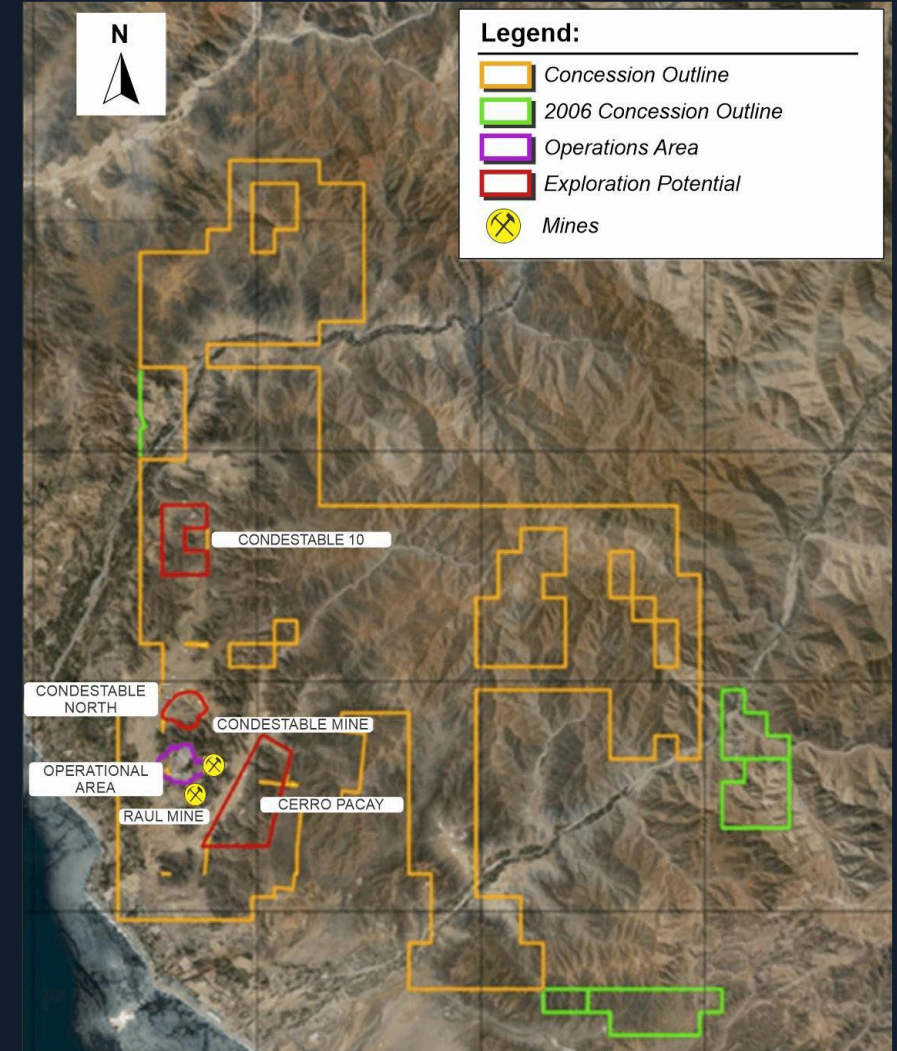 N
Legend:
Concession Outline
2006 Concession Outline
Operations Area
Exploration Potential
Mines
CONDESTABLE 10
CONDESTABLE
NORTH
CONDESTABLE MINE
OPERATIONAL
AREA
CERRO PACAY
RAUL MINE